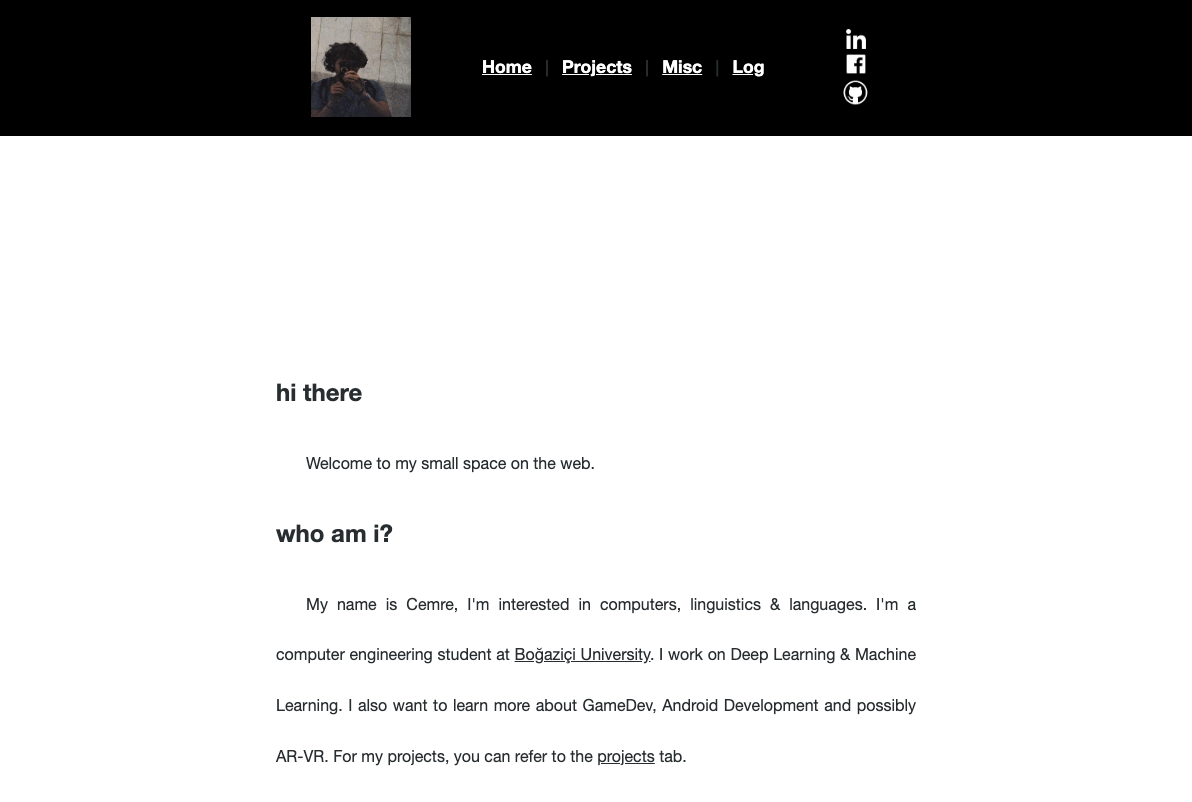 Home | Projects | Misc | Log
in
hi there
Welcome to my small space on the web.
who am i?
My name is Cemre, I'm interested in computers, linguistics & languages. I'm a
computer engineering student at Boğaziçi University. I work on Deep Learning & Machine
Learning. I also want to learn more about GameDev, Android Development and possibly
AR-VR. For my projects, you can refer to the projects tab.